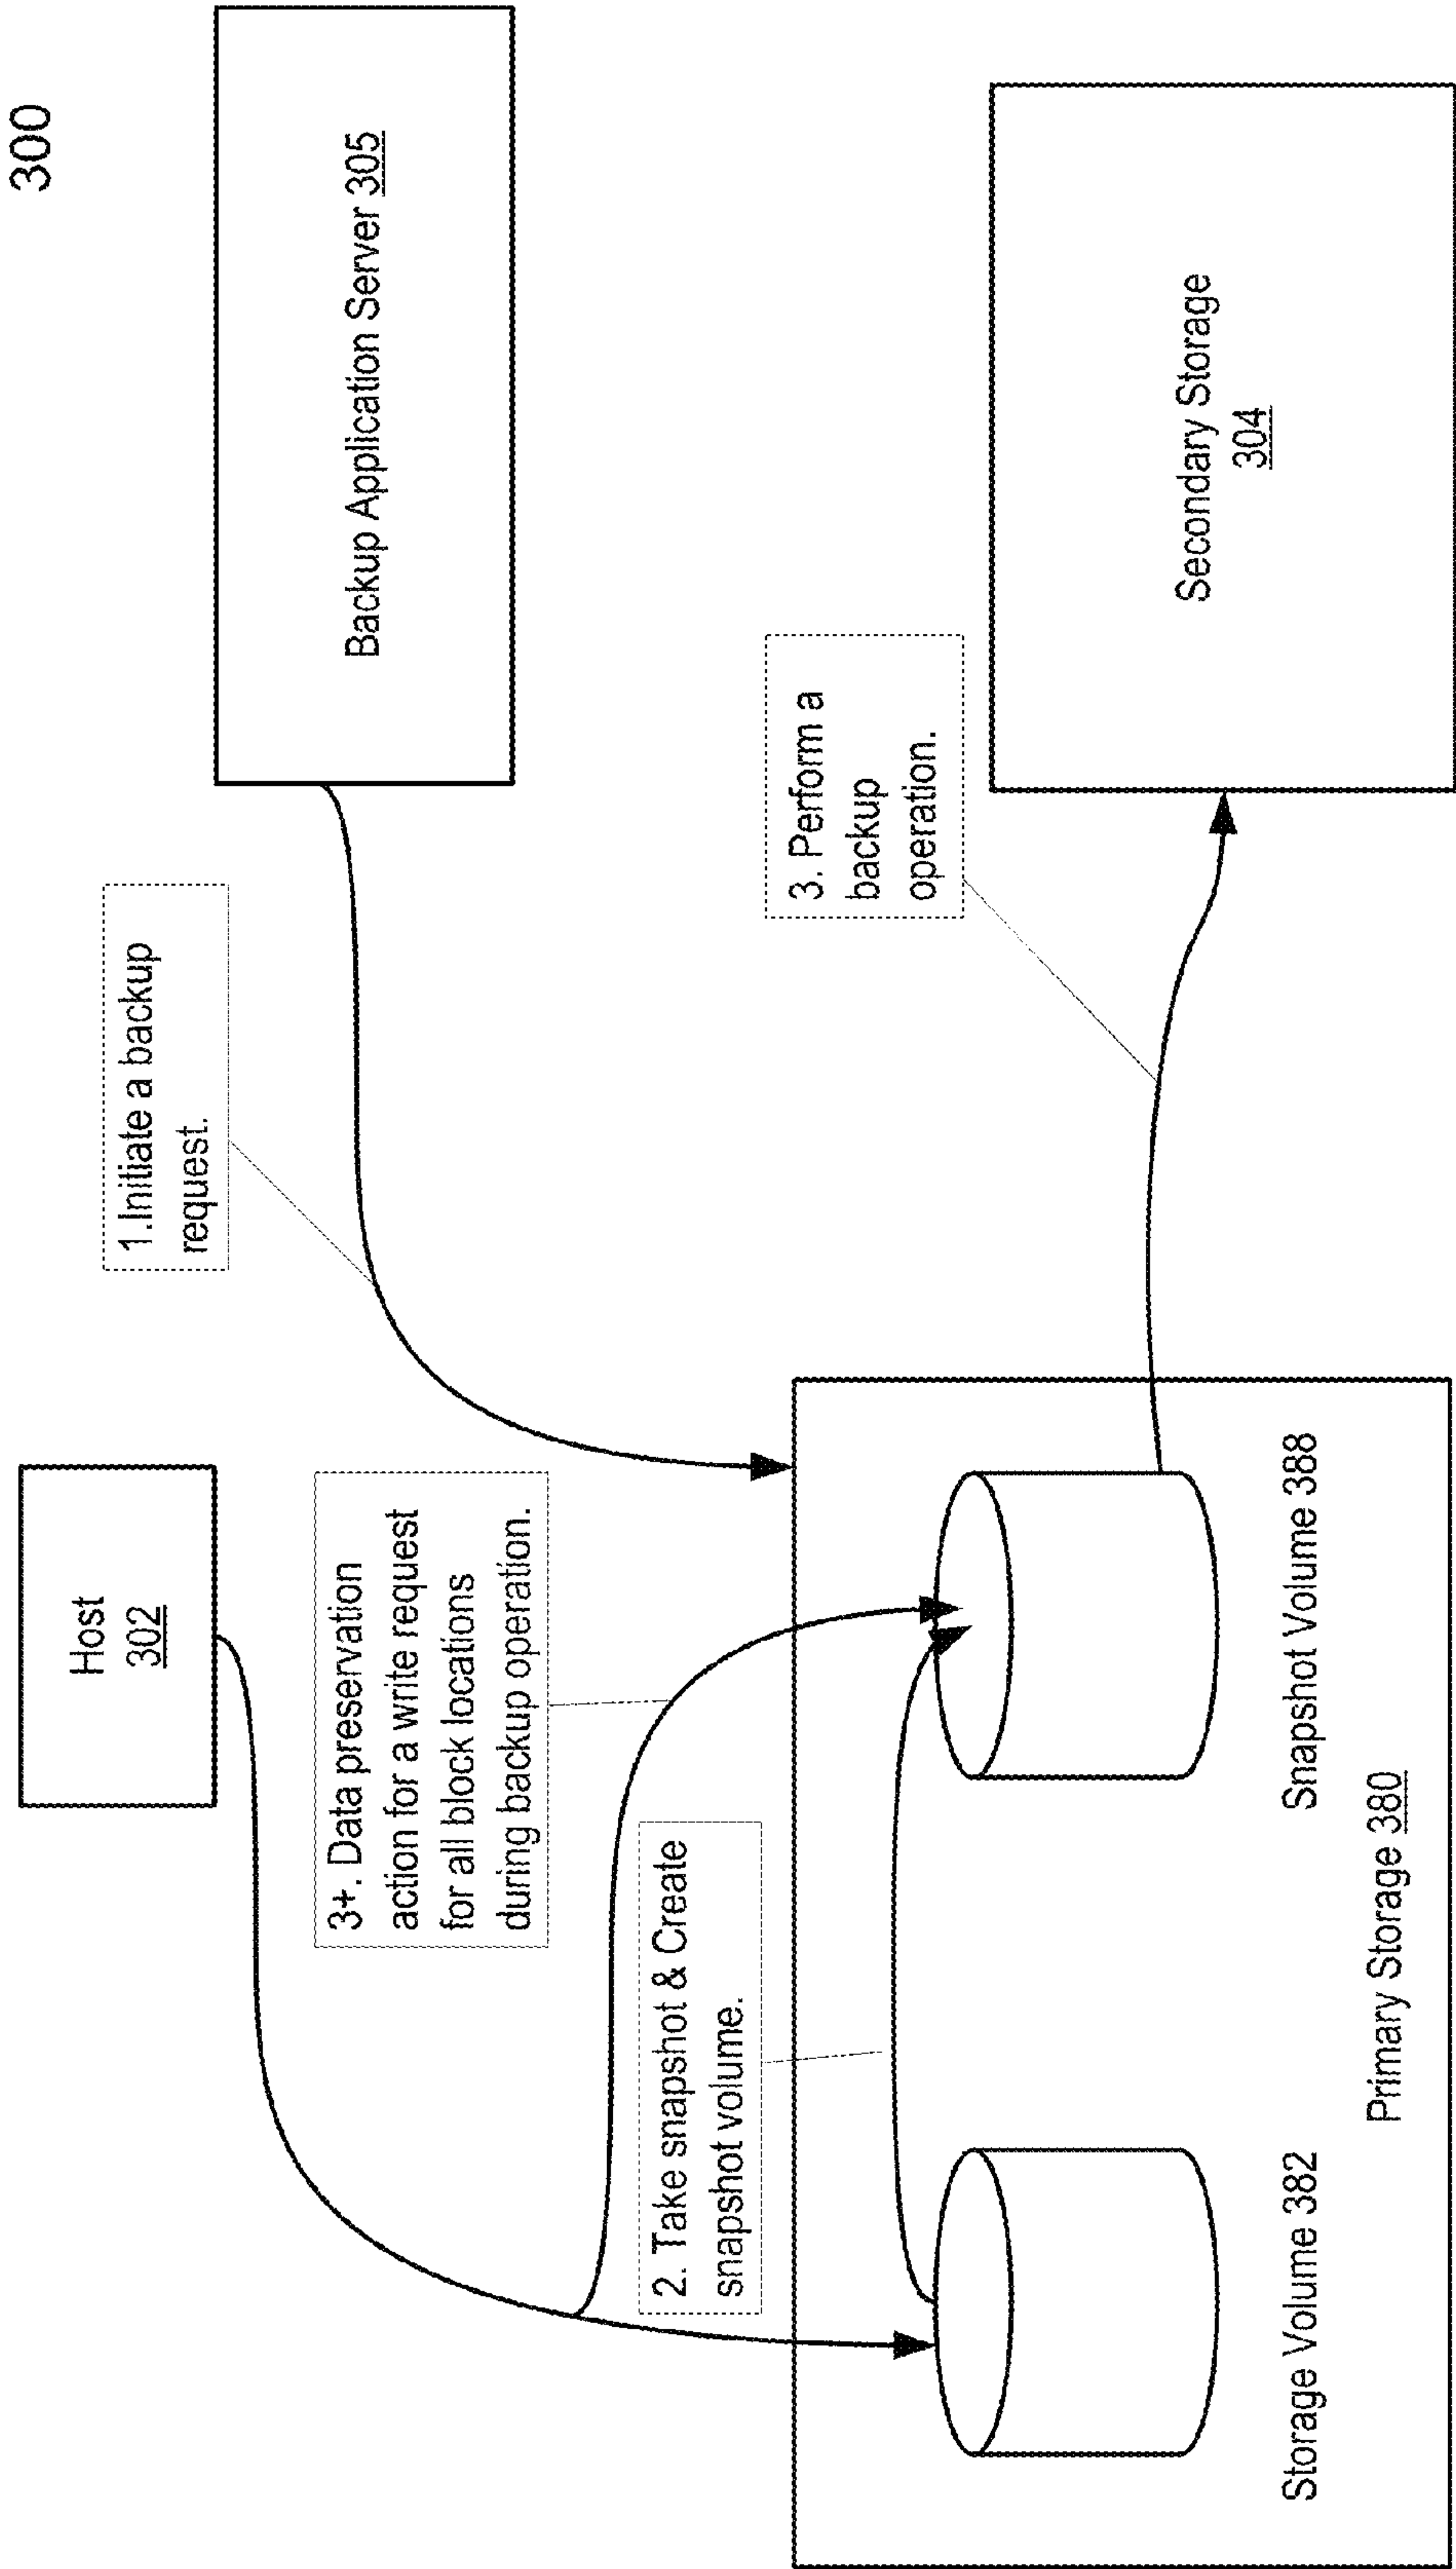 300
Host
302
Backup Application Server 305
1.Initiate a backup
request.
3+. Data preservation
action for a write request
for all block locations
during backup operation.
2. Take snapshot & Create
snapshot volume.
3. Perform a
backup
operation.
Storage Volume 382
Snapshot Volume 388
Primary Storage 380
Secondary Storage
304